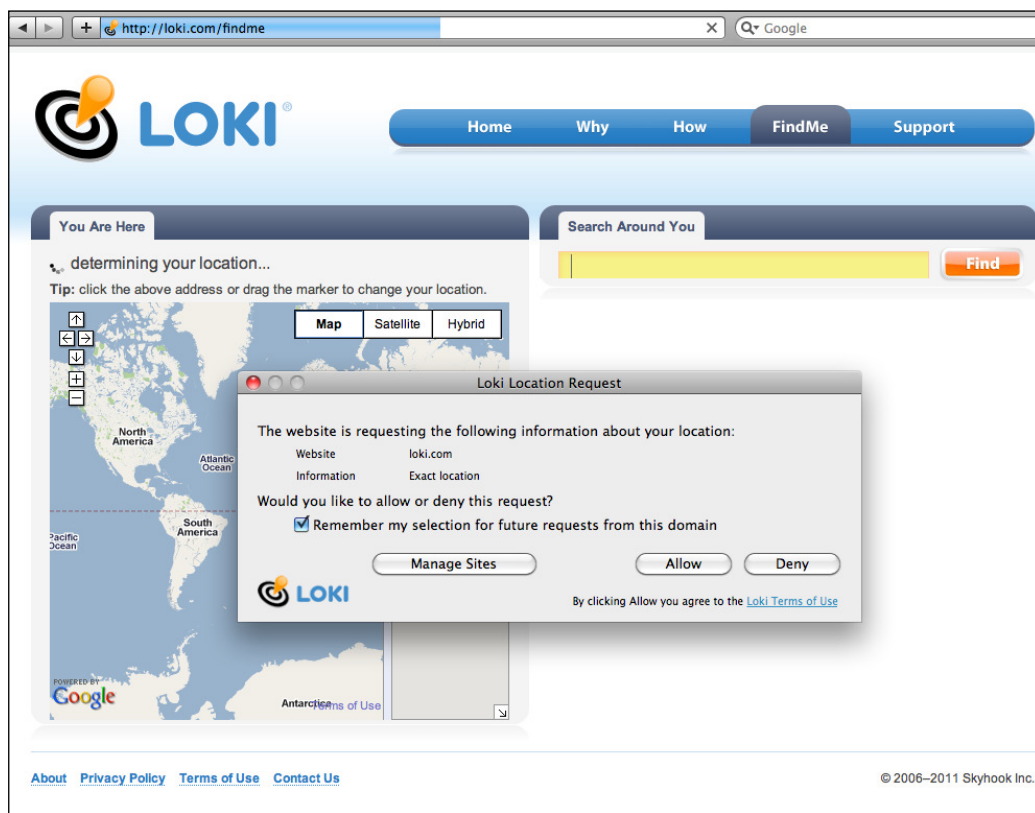 http://loki.com/findme
Google
LOKI®
Home Why How FindMe Support
You Are Here
Search Around You
determining your location...
Find
Tip: click the above address or drag the marker to change your location.
Map Satellite Hybrid
Loki Location Request
The website is requesting the following information about your location:
Website loki.com
Information Exact location
Would you like to allow or deny this request?
Remember my selection for future requests from this domain
Manage Sites Allow Deny
LOKI
By clicking Allow you agree to the Loki Terms of Use
North
America
Atlantic
Ocean
South
America
Pacific
Ocean
POWERED BY
Google
Antarctica
Terms of Use
About Privacy Policy Terms of Use Contact Us
© 2006–2011 Skyhook Inc.